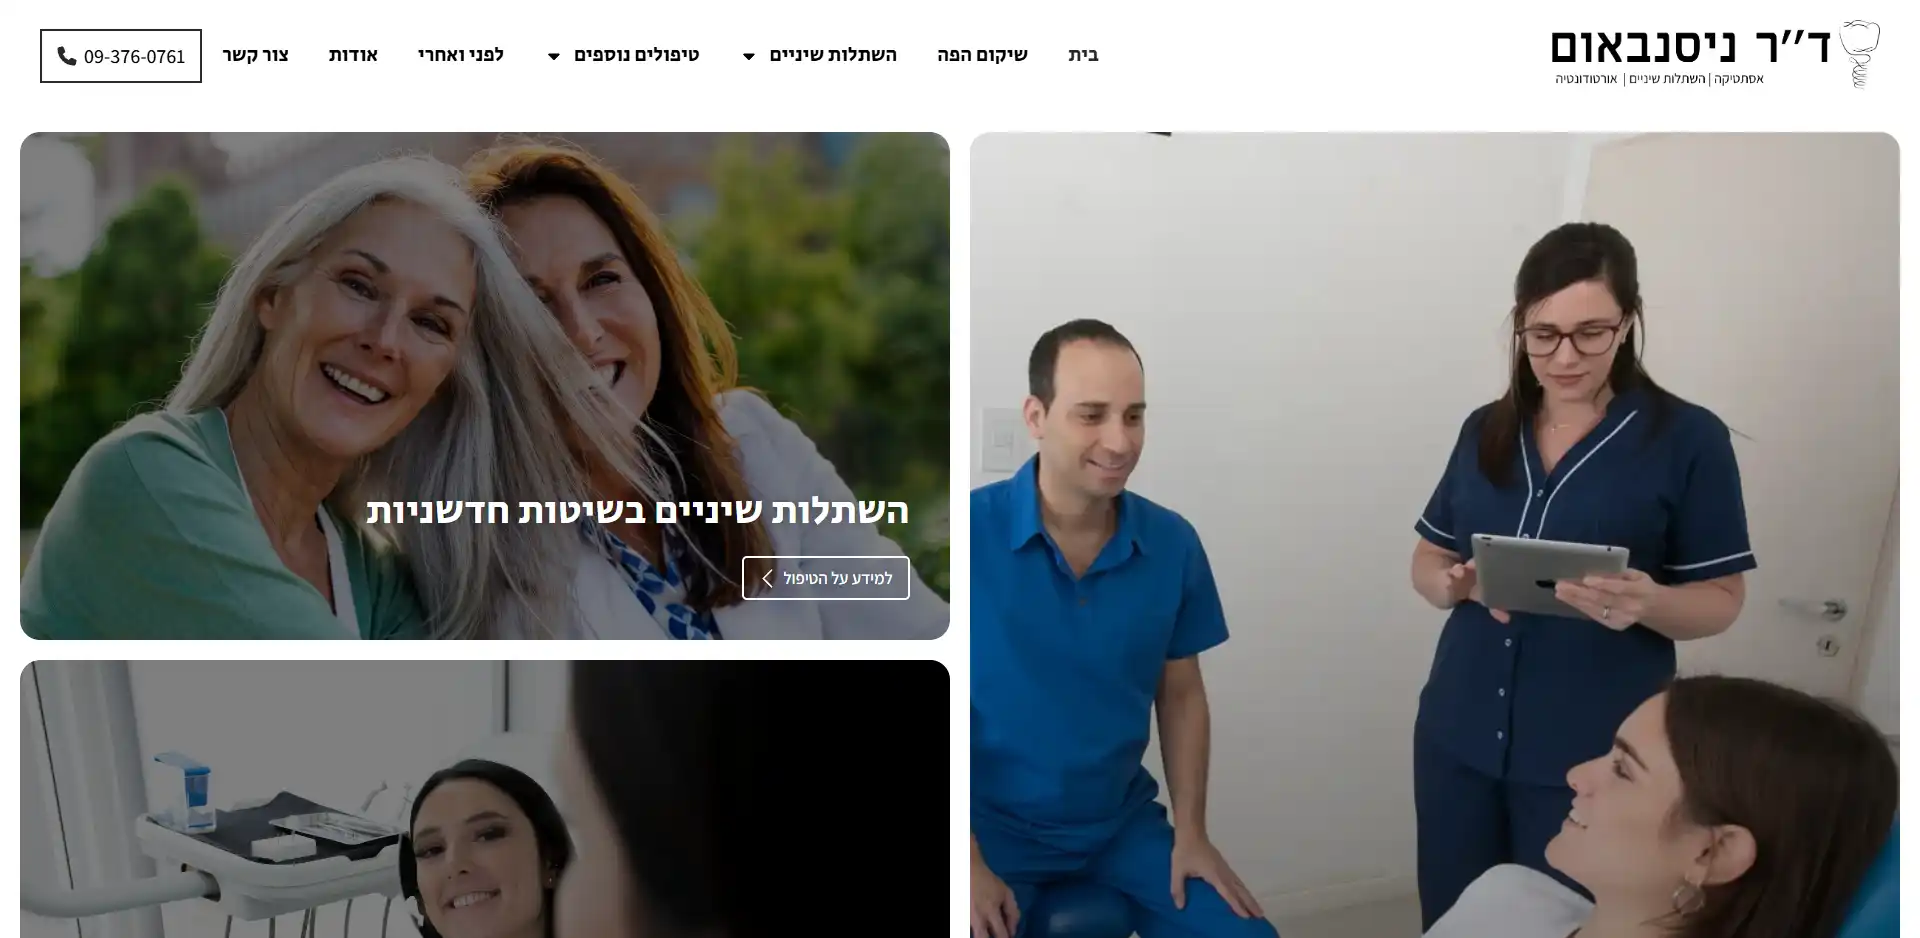 ד״ר ניסנבאום
אסתטיקה | השתלות שיניים | אורטודונטיה
בית
שיקום הפה
השתלות שיניים
טיפולים נוספים
לפני ואחרי
אודות
צור קשר
09-376-0761
השתלות שיניים בשיטות חדשניות
למידע על הטיפול